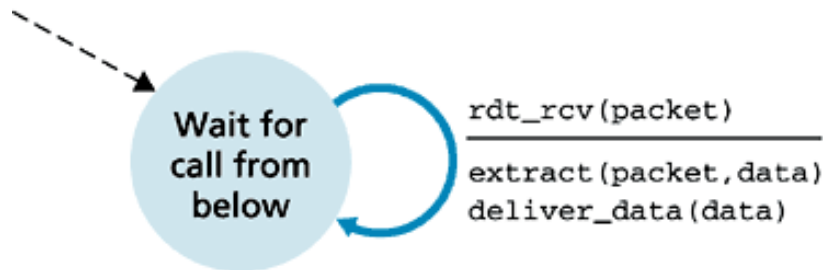 Wait for
call from
below
rdt_rcv(packet)
extract(packet,data)
deliver_data(data)